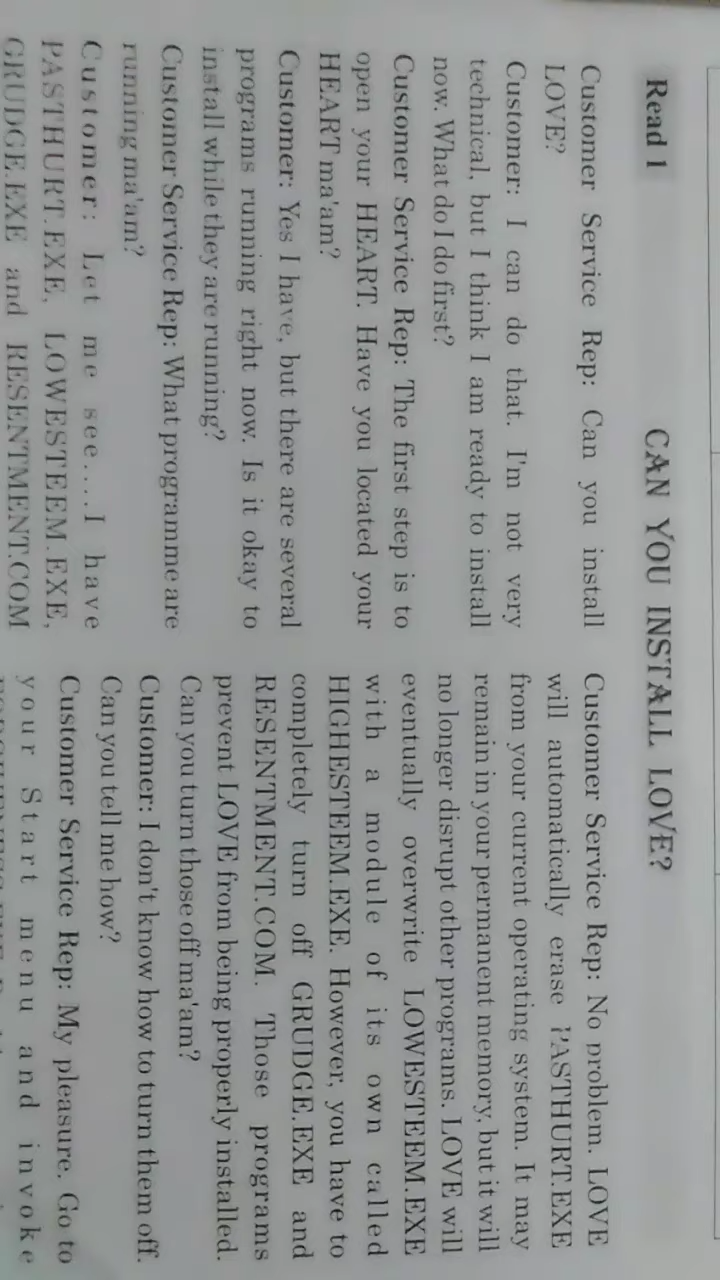 Read 1
CAN YOU INSTALL LOVE?
Customer Service Rep: Can you install
LOVE?
Customer: I can do that. I'm not very
technical, but I think I am ready to install
now. What do I do first?
Customer Service Rep: The first step is to
open your HEART. Have you located your
HEART ma'am?
Customer: Yes I have, but there are several
programs running right now. Is it okay to
install while they are running?
Customer Service Rep: What programme are
running ma'am?
Customer: Let me see....I have
PASTHURT.EXE, LOWESTEEM.EXE,
GRUDGE.EXE and RESENTMENT.COM
Customer Service Rep: No problem. LOVE
will automatically erase PASTHURT.EXE
from your current operating system. It may
remain in your permanent memory, but it will
no longer disrupt other programs. LOVE will
eventually overwrite LOWESTEEM.EXE
with a module of its own called
HIGHESTEEM.EXE. However, you have to
completely turn off GRUDGE.EXE and
RESENTMENT.COM. Those programs
prevent LOVE from being properly installed.
Can you turn those off ma'am?
Customer: I don't know how to turn them off.
Can you tell me how?
Customer Service Rep: My pleasure. Go to
your Start menu and invoke